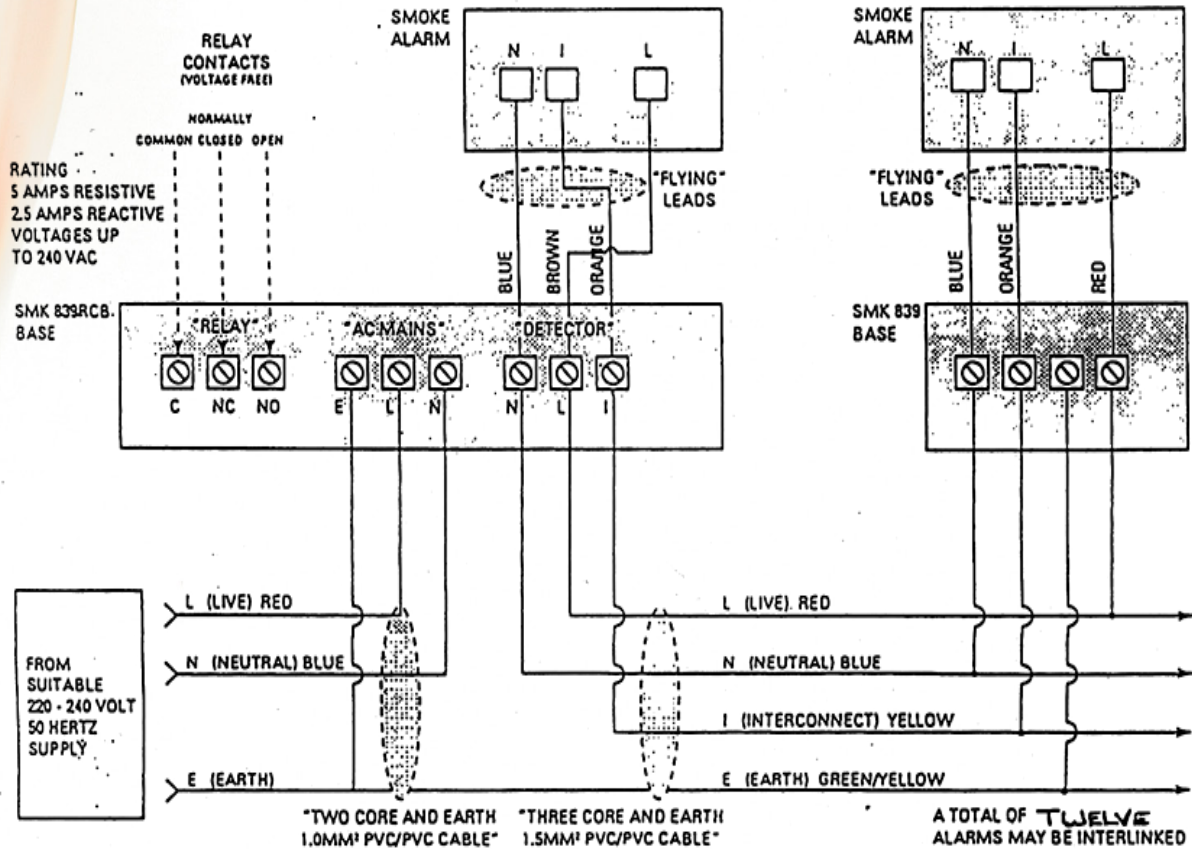 SMOKE
ALARM
N I L
SMOKE
ALARM
N I L
RELAY
CONTACTS
(VOLTAGE FREE)
NORMALLY
COMMON CLOSED OPEN
RATING
5 AMPS RESISTIVE
2.5 AMPS REACTIVE
VOLTAGES UP
TO 240 VAC
"FLYING"
LEADS
"FLYING"
LEADS
BLUE
BROWN
ORANGE
BLUE
ORANGE
RED
SMK 839RCB
BASE
"RELAY" "AC MAINS" "DETECTOR"
C NC NO E L N N L I
SMK 839
BASE
FROM
SUITABLE
220 - 240 VOLT
50 HERTZ
SUPPLY
L (LIVE) RED
N (NEUTRAL) BLUE
E (EARTH)
L (LIVE). RED
N (NEUTRAL) BLUE
I (INTERCONNECT) YELLOW
E (EARTH) GREEN/YELLOW
"TWO CORE AND EARTH
1.0MM² PVC/PVC CABLE"
"THREE CORE AND EARTH
1.5MM² PVC/PVC CABLE"
A TOTAL OF TWELVE
ALARMS MAY BE INTERLINKED